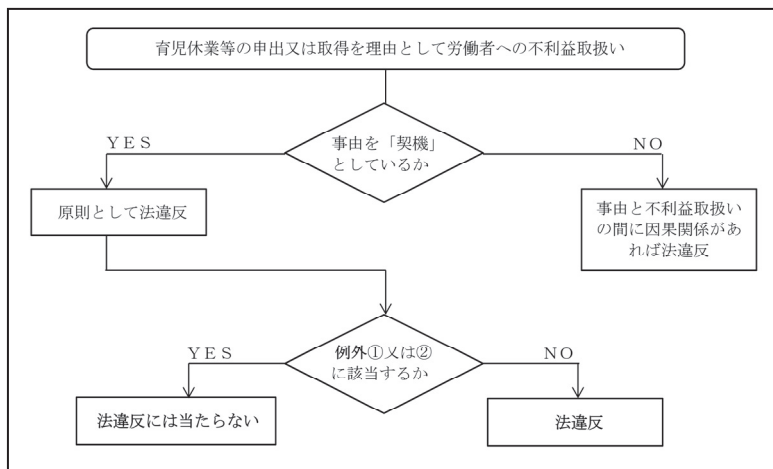 育児休業等の申出又は取得を理由として労働者への不利益取扱い
事由を「契機」
としているか
ＹＥＳ
ＮＯ
原則として法違反
事由と不利益取扱い
の間に因果関係があ
れば法違反
例外①又は②
に該当するか
ＹＥＳ
ＮＯ
法違反には当たらない
法違反